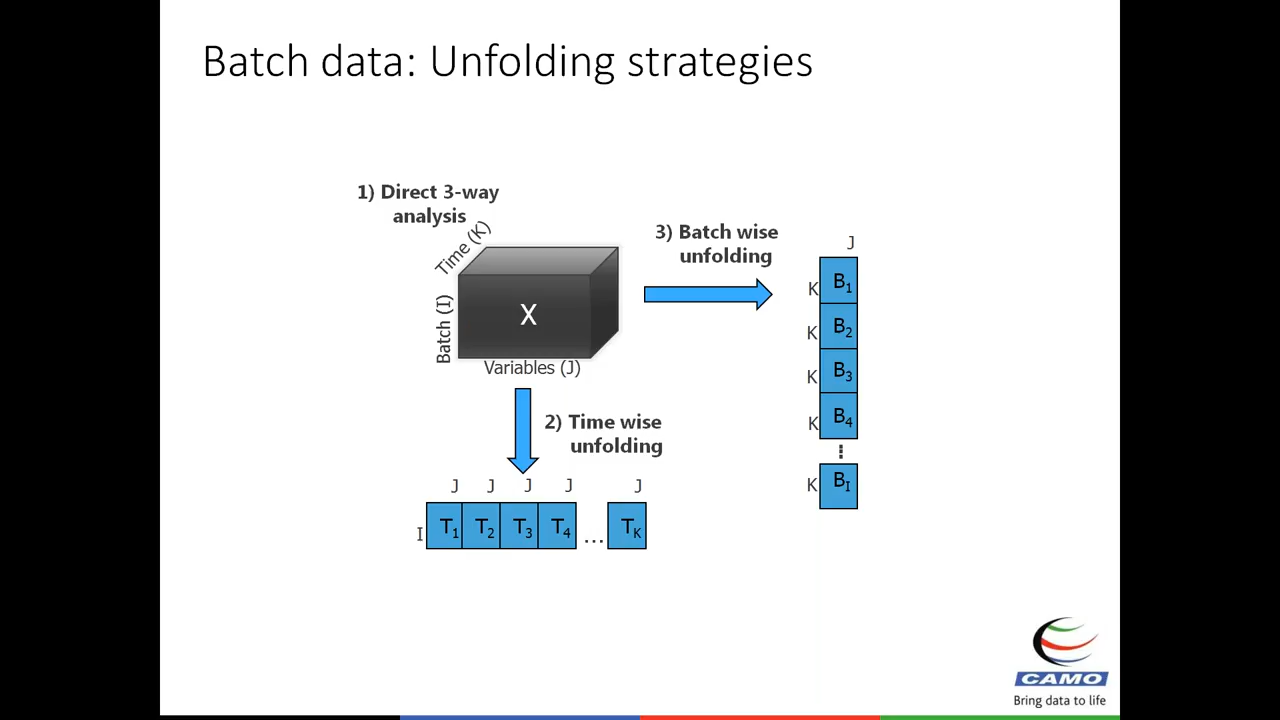 Batch data: Unfolding strategies
1) Direct 3-way
analysis
Time (K)
Batch (I)
X
Variables (J)
3) Batch wise
unfolding
J
K B₁
K B₂
K B₃
K B₄
⋮
K B_I
2) Time wise
unfolding
J J J J J
I T₁ T₂ T₃ T₄ ... T_K
CAMO
Bring data to life